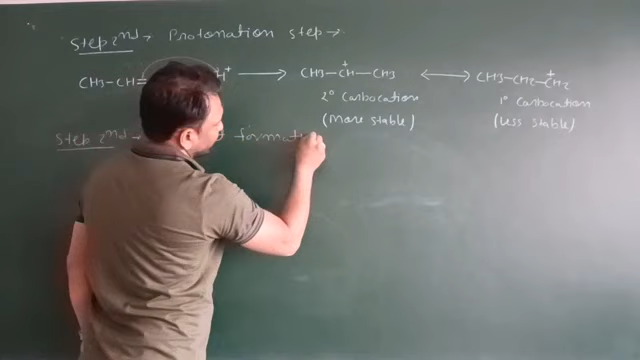 Step 2nd → Protonation step →
CH3-CH= H+ ⟶ CH3-CH-CH3 ⟷ CH3-CH2-CH2
+ +
2° Carbocation 1° Carbocation
(More stable) (Less stable)
Step 2nd → format